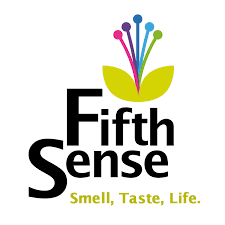 Fifth
Sense
Smell, Taste, Life.